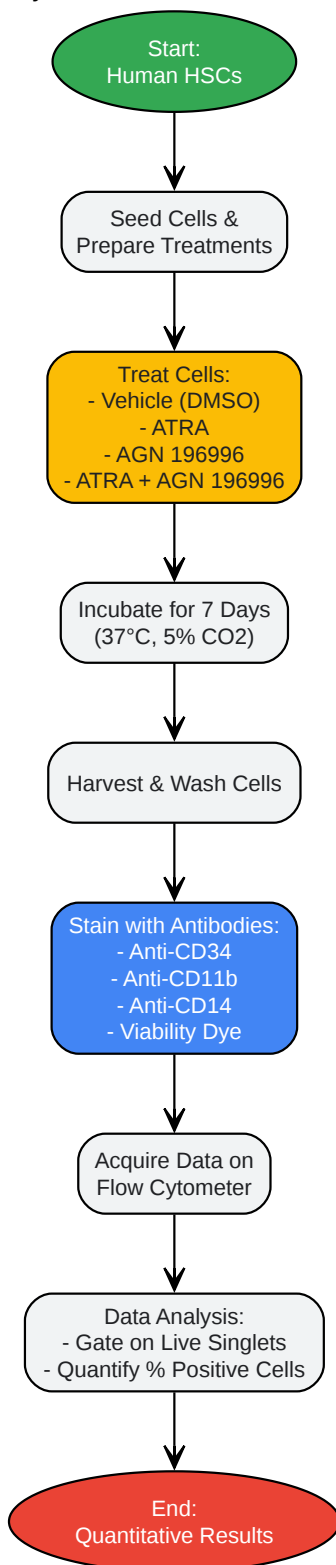 Start:
Human HSCs
Seed Cells &
Prepare Treatments
Treat Cells:
- Vehicle (DMSO)
- ATRA
- AGN 196996
- ATRA + AGN 196996
Incubate for 7 Days
(37°C, 5% CO2)
Harvest & Wash Cells
Stain with Antibodies:
- Anti-CD34
- Anti-CD11b
- Anti-CD14
- Viability Dye
Acquire Data on
Flow Cytometer
Data Analysis:
- Gate on Live Singlets
- Quantify % Positive Cells
End:
Quantitative Results